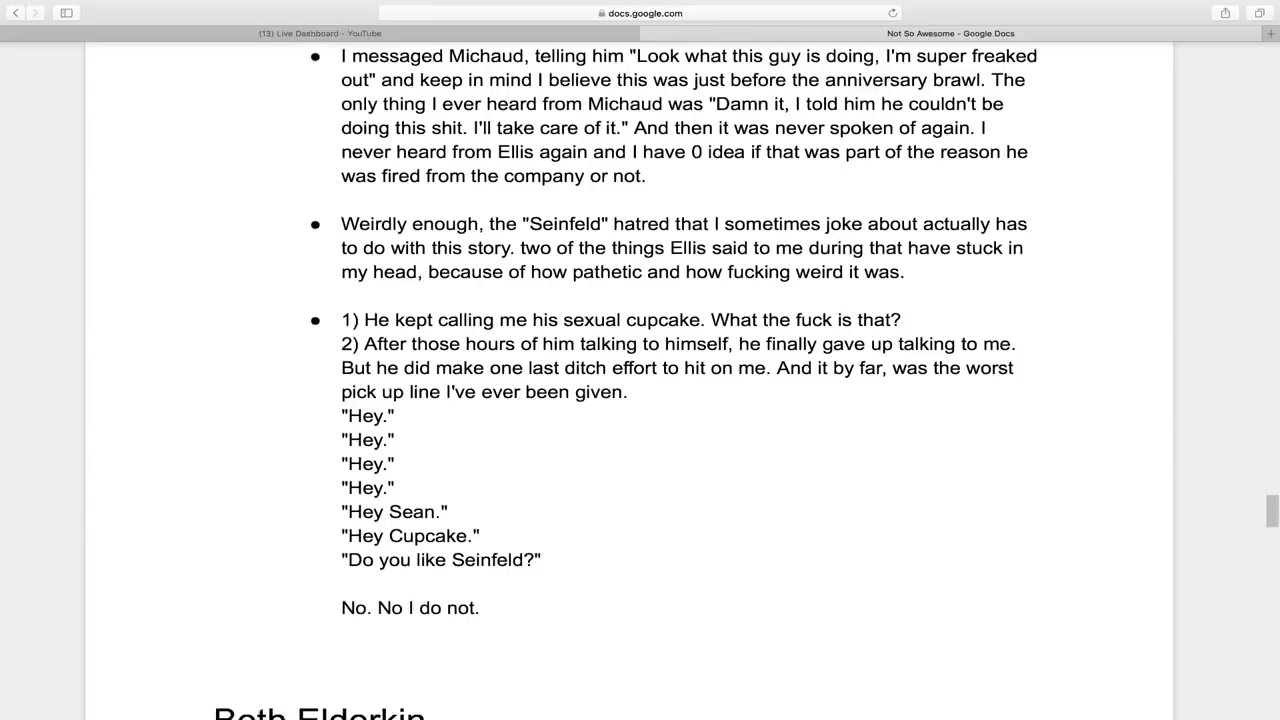 docs.google.com
(13) Live Dashboard - YouTube
Not So Awesome - Google Docs
● I messaged Michaud, telling him "Look what this guy is doing, I'm super freaked
out" and keep in mind I believe this was just before the anniversary brawl. The
only thing I ever heard from Michaud was "Damn it, I told him he couldn't be
doing this shit. I'll take care of it." And then it was never spoken of again. I
never heard from Ellis again and I have 0 idea if that was part of the reason he
was fired from the company or not.
● Weirdly enough, the "Seinfeld" hatred that I sometimes joke about actually has
to do with this story. two of the things Ellis said to me during that have stuck in
my head, because of how pathetic and how fucking weird it was.
● 1) He kept calling me his sexual cupcake. What the fuck is that?
2) After those hours of him talking to himself, he finally gave up talking to me.
But he did make one last ditch effort to hit on me. And it by far, was the worst
pick up line I've ever been given.
"Hey."
"Hey."
"Hey."
"Hey."
"Hey Sean."
"Hey Cupcake."
"Do you like Seinfeld?"
No. No I do not.
Beth Elderkin